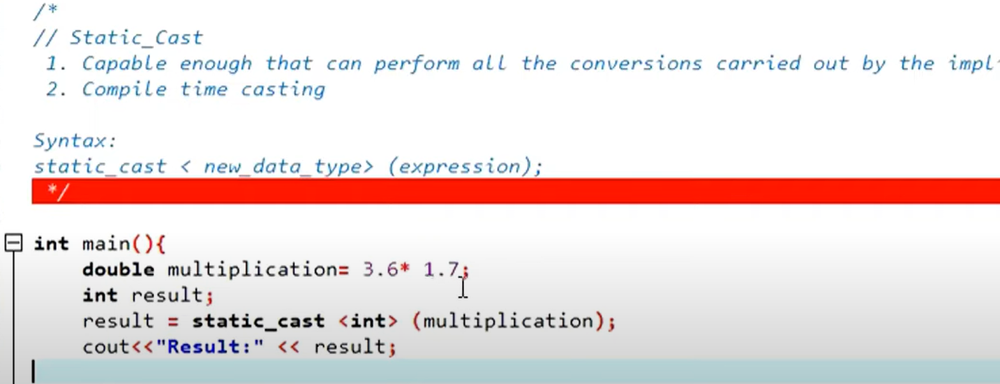 /*
// Static_Cast
1. Capable enough that can perform all the conversions carried out by the
2. Compile time casting
Syntax:
static_cast < new_data_type> (expression);
*/
int main(){
double multiplication= 3.6* 1.7;
int result;
result = static_cast <int> (multiplication);
cout<<"Result:" << result;